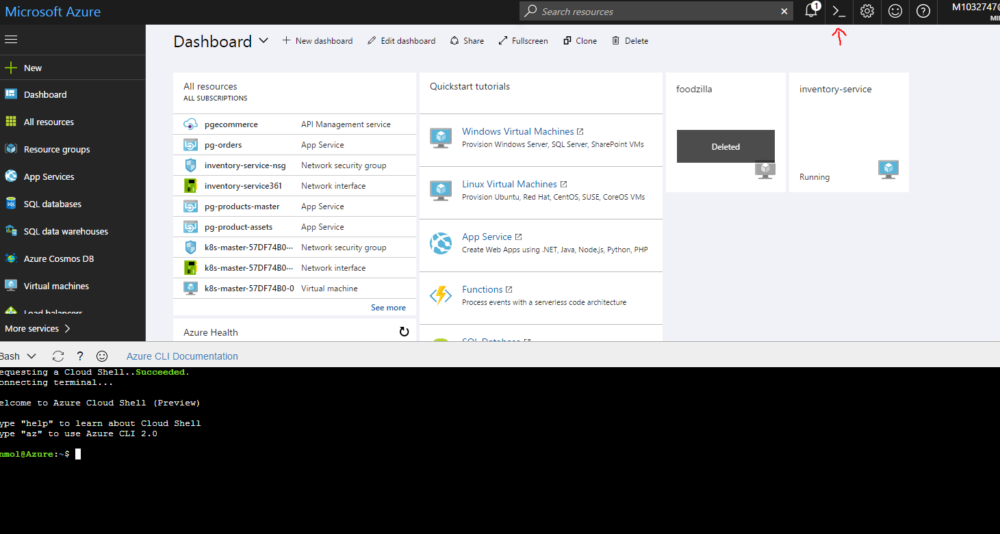 Microsoft Azure
Search resources
1
M1032747@
MI
New
Dashboard
All resources
Resource groups
App Services
SQL databases
SQL data warehouses
Azure Cosmos DB
Virtual machines
Load balancers
More services
Dashboard
New dashboard
Edit dashboard
Share
Fullscreen
Clone
Delete
All resources
ALL SUBSCRIPTIONS
pgecommerce API Management service
pg-orders App Service
inventory-service-nsg Network security group
inventory-service361 Network interface
pg-products-master App Service
pg-product-assets App Service
k8s-master-57DF74B0··· Network security group
k8s-master-57DF74B0··· Network interface
k8s-master-57DF74B0-0 Virtual machine
See more
Azure Health
Quickstart tutorials
Windows Virtual Machines
Provision Windows Server, SQL Server, SharePoint VMs
Linux Virtual Machines
Provision Ubuntu, Red Hat, CentOS, SUSE, CoreOS VMs
App Service
Create Web Apps using .NET, Java, Node.js, Python, PHP
Functions
Process events with a serverless code architecture
SQL Database
foodzilla
Deleted
inventory-service
Running
Bash
?
Azure CLI Documentation
equesting a Cloud Shell..Succeeded.
onnecting terminal...
elcome to Azure Cloud Shell (Preview)
ype "help" to learn about Cloud Shell
ype "az" to use Azure CLI 2.0
nmol@Azure:~$